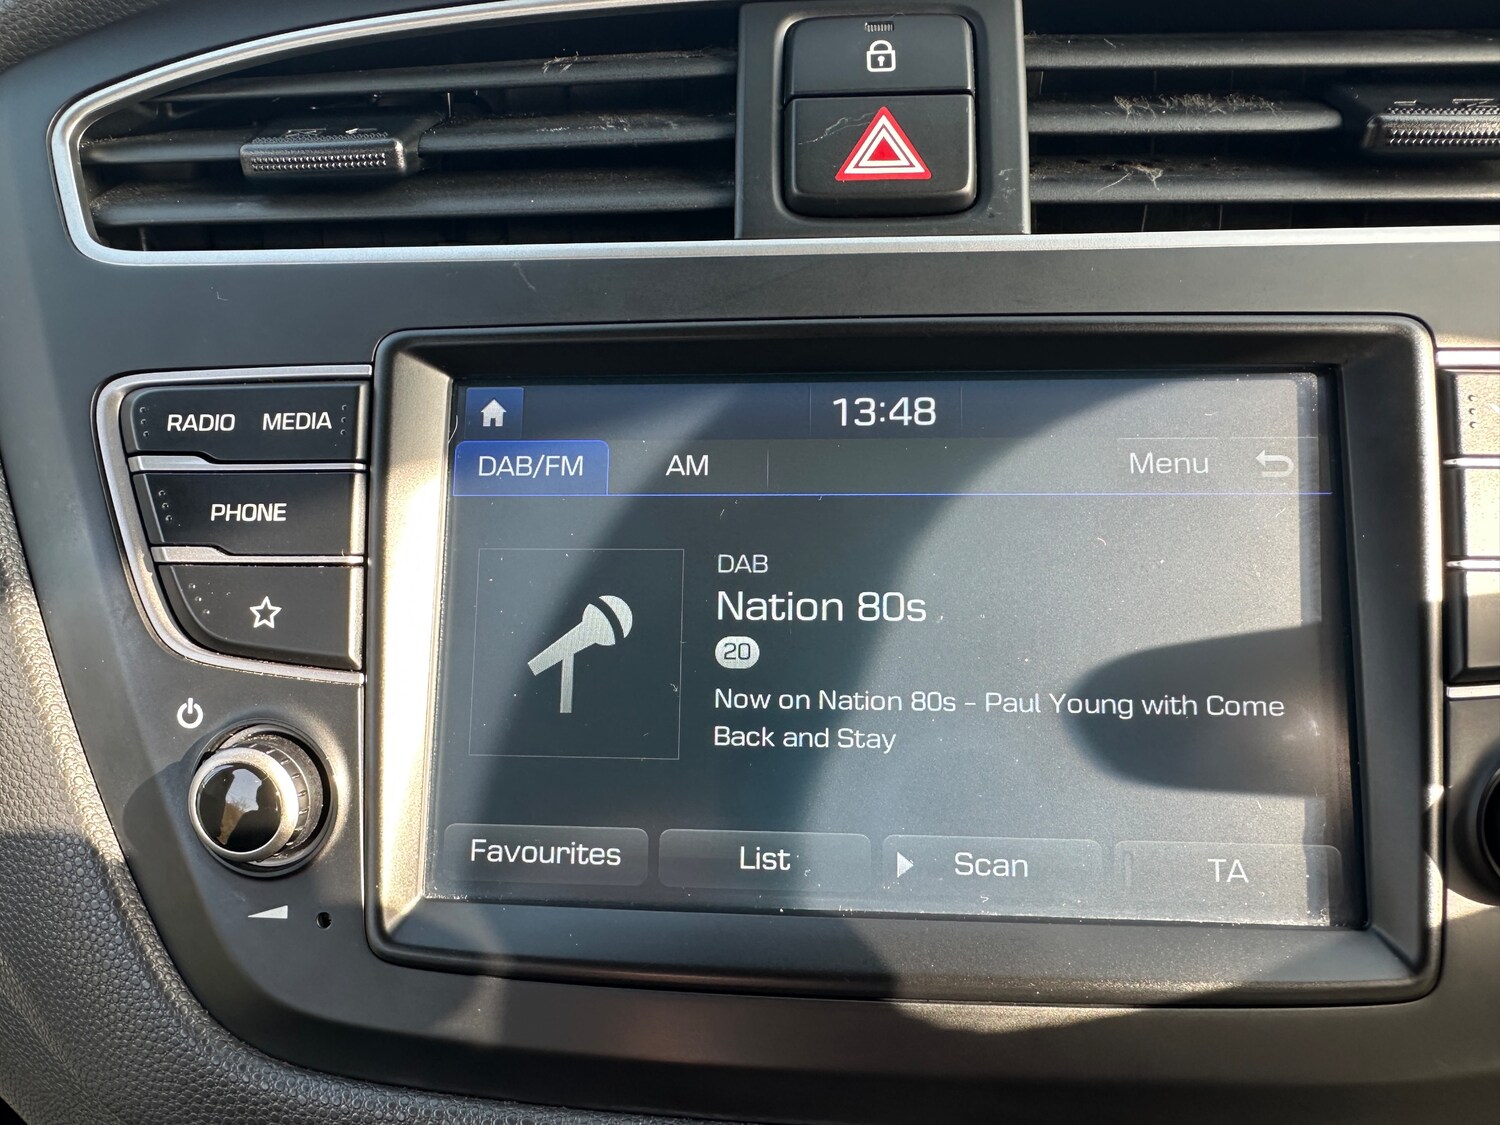 RADIO MEDIA
PHONE
13:48
DAB/FM AM Menu
DAB
Nation 80s
20
Now on Nation 80s - Paul Young with Come
Back and Stay
Favourites List Scan TA